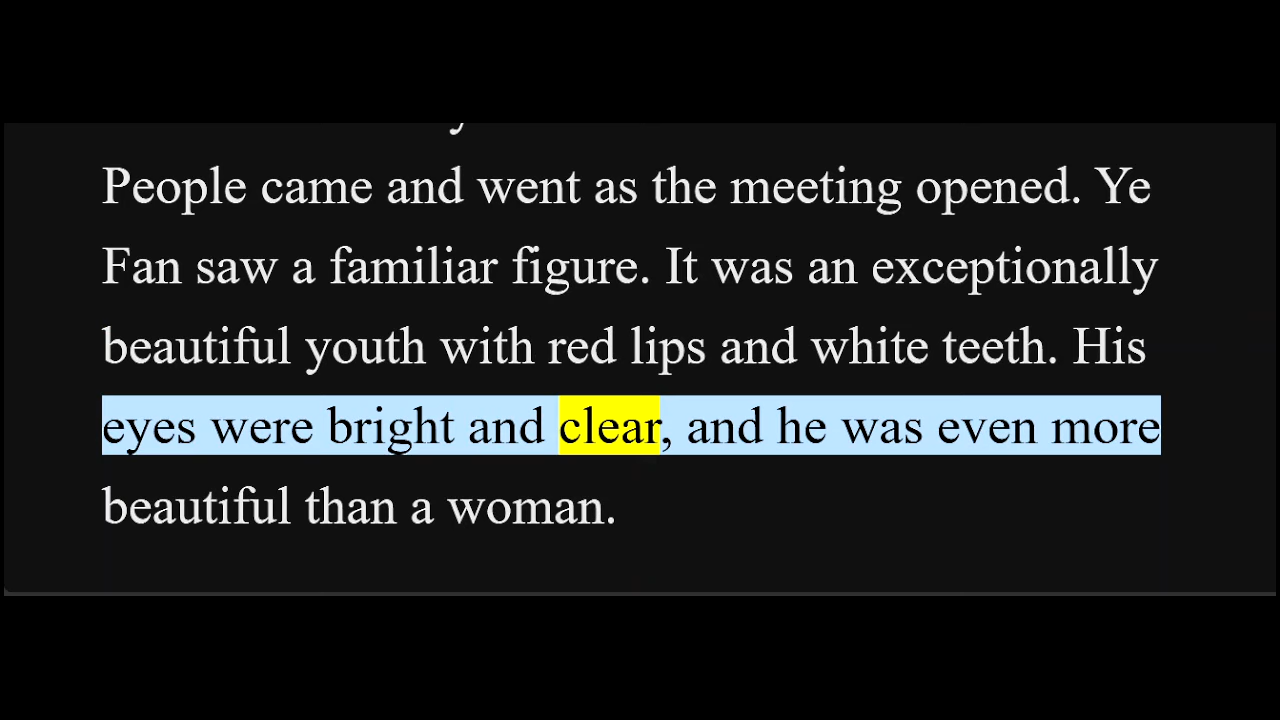 People came and went as the meeting opened. Ye
Fan saw a familiar figure. It was an exceptionally
beautiful youth with red lips and white teeth. His
eyes were bright and clear, and he was even more
beautiful than a woman.